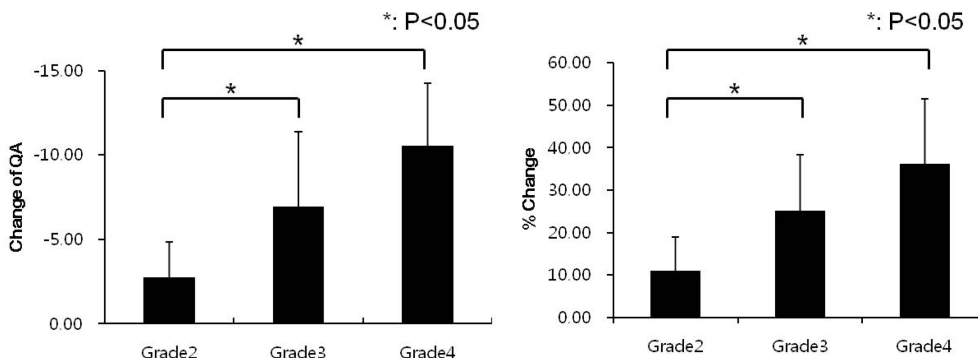 *: P<0.05
*
*
-15.00
-10.00
-5.00
0.00
Change of QA
Grade2
Grade3
Grade4
*: P<0.05
*
*
60.00
50.00
40.00
30.00
20.00
10.00
0.00
% Change
Grade2
Grade3
Grade4